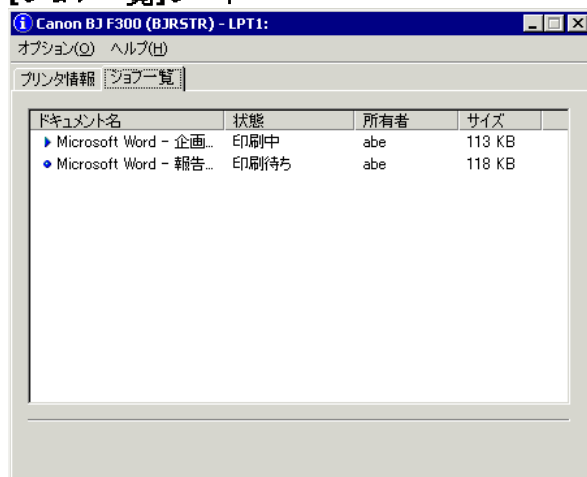 Canon BJ F300 (BJRSTR) - LPT1:
オプション(O) ヘルプ(H)
プリンタ情報 ジョブ一覧
ドキュメント名 状態 所有者 サイズ
Microsoft Word - 企画... 印刷中 abe 113 KB
Microsoft Word - 報告... 印刷待ち abe 118 KB